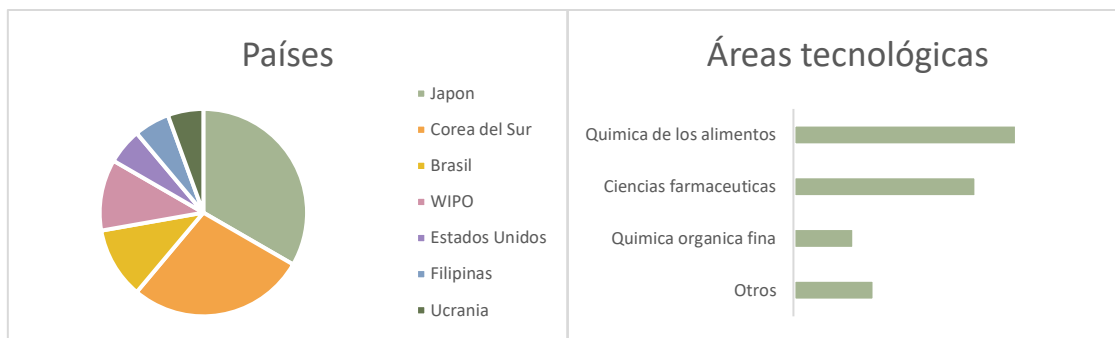 Países
Japon
Corea del Sur
Brasil
WIPO
Estados Unidos
Filipinas
Ucrania
Áreas tecnológicas
Quimica de los alimentos
Ciencias farmaceuticas
Quimica organica fina
Otros